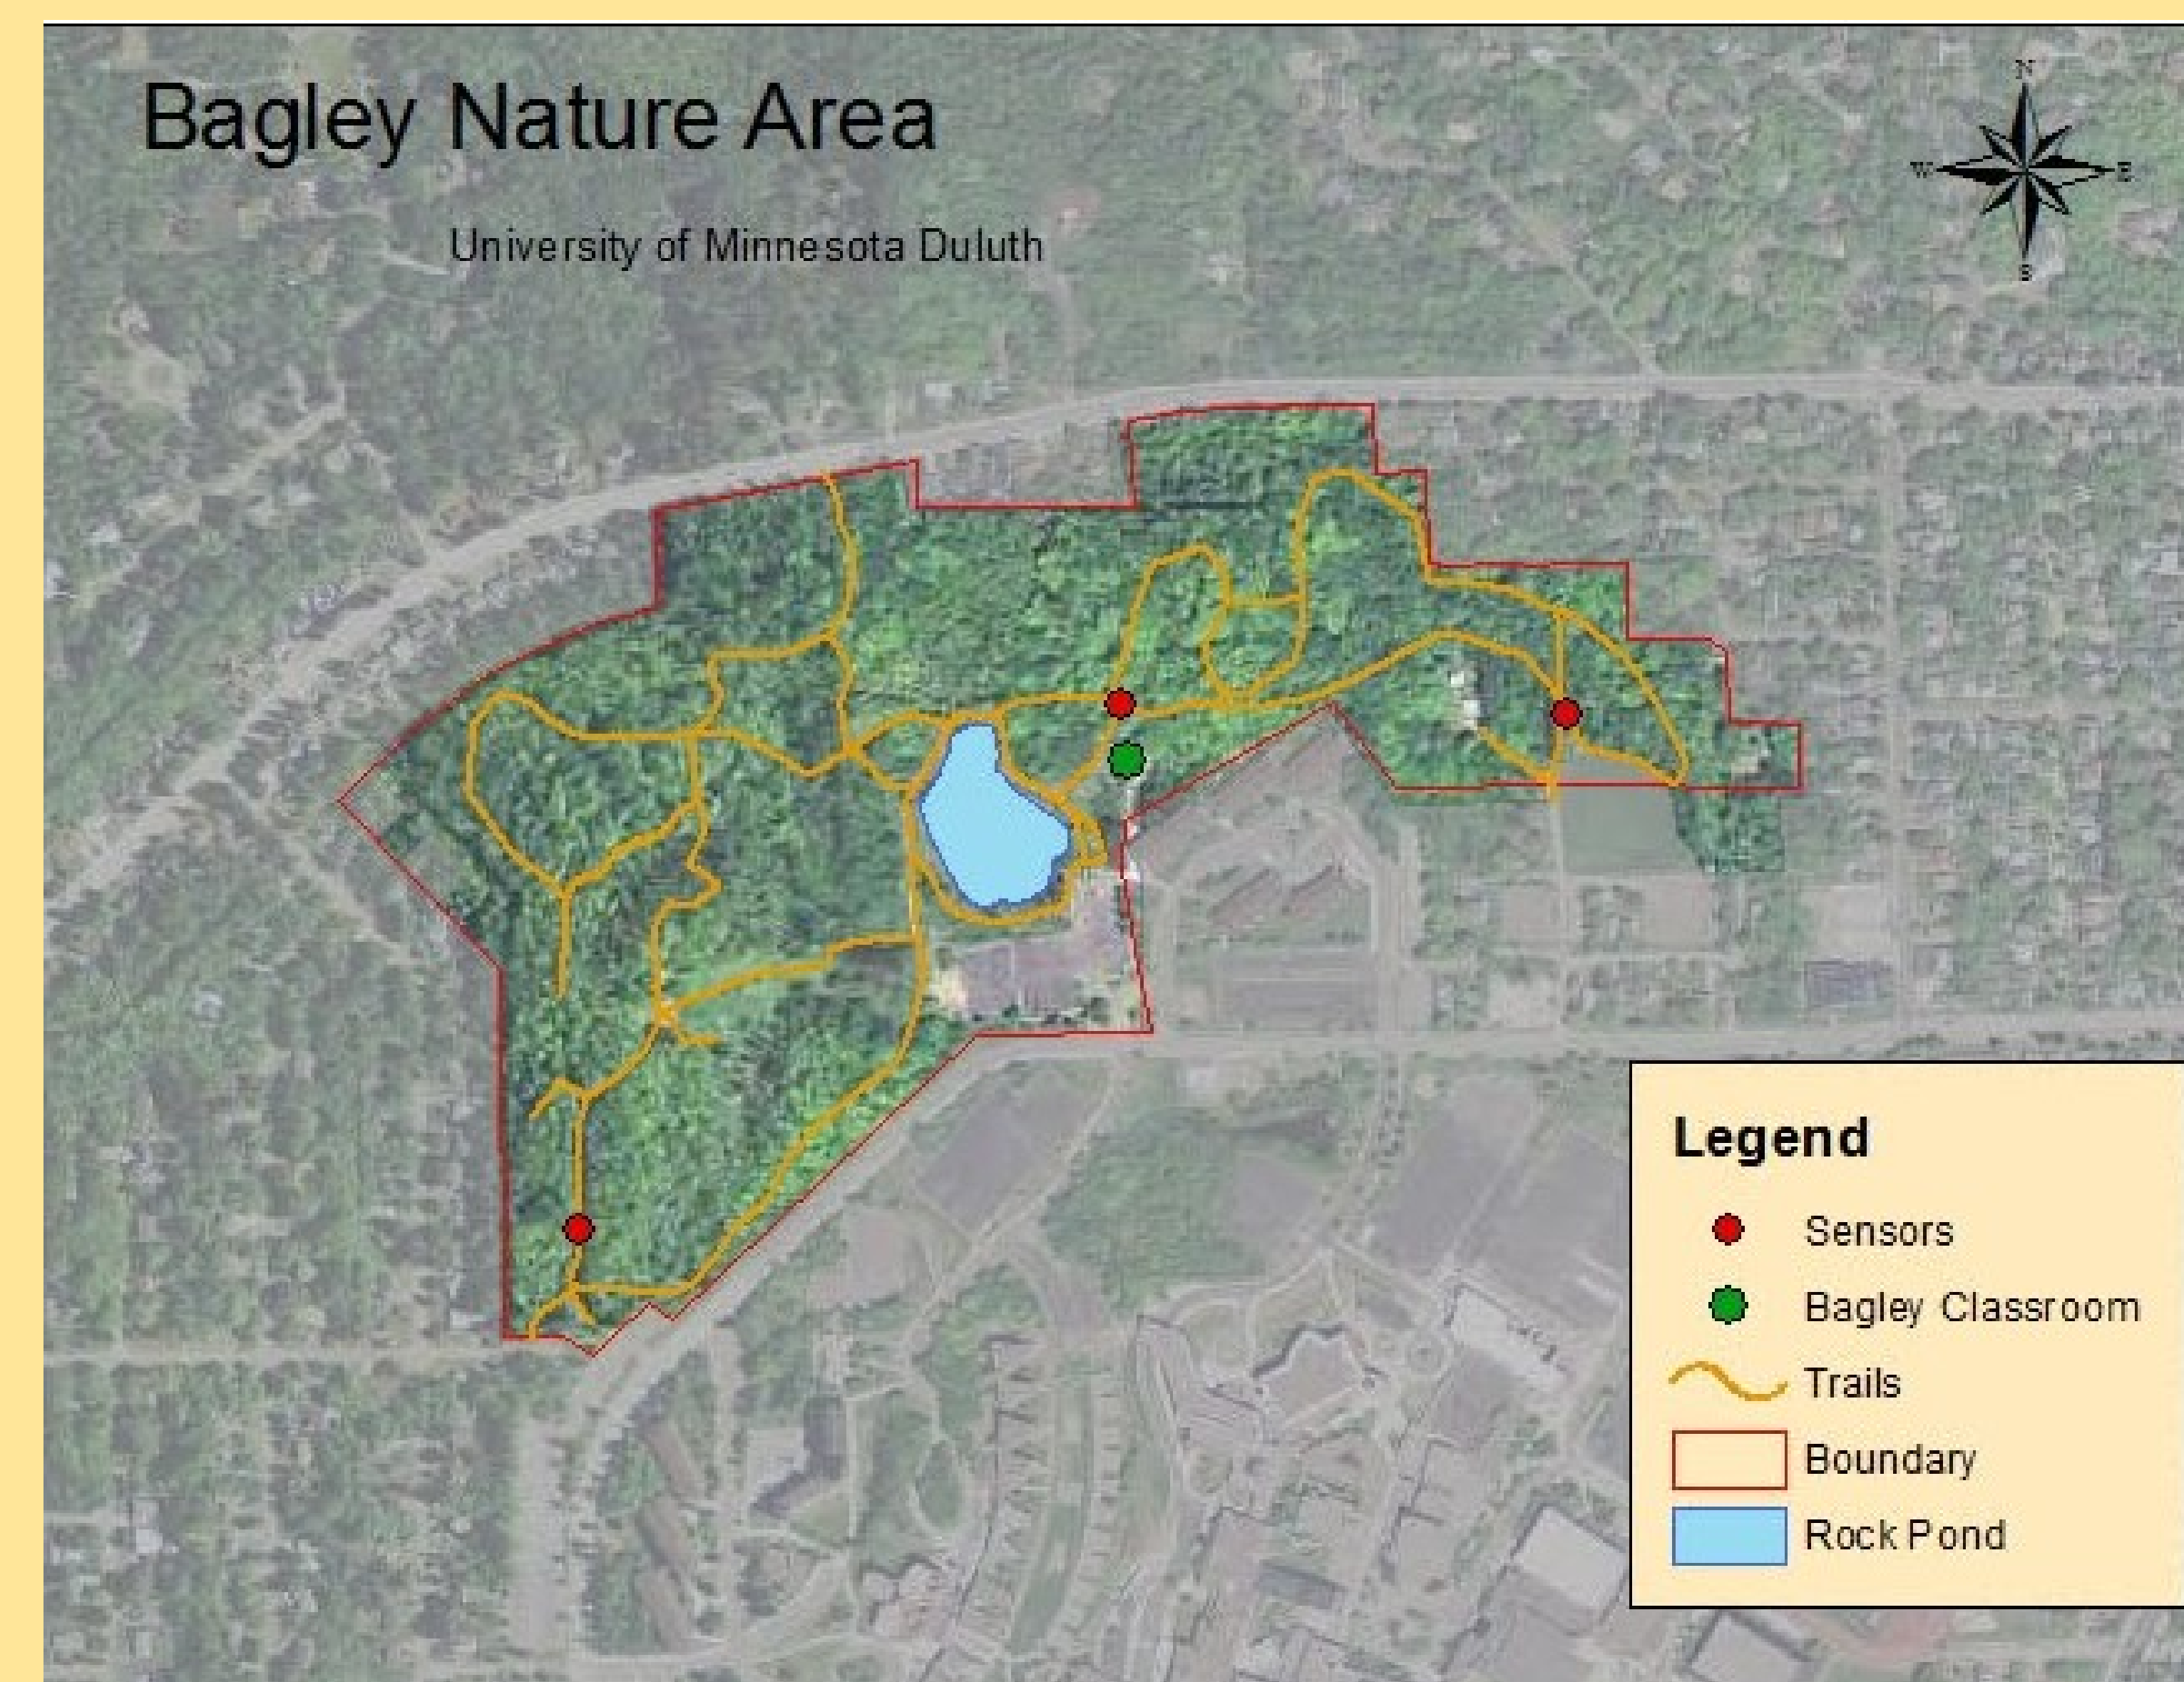 Bagley Nature Area
University of Minnesota Duluth
N
W
E
S
Legend
Sensors
Bagley Classroom
Trails
Boundary
Rock Pond